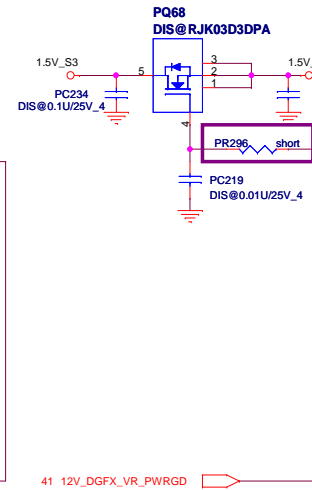 PQ68
DIS@RJK03D3DPA
1.5V_S3
5
3
2
1
1.5V_
PC234
DIS@0.1U/25V_4
4
PR296
short
PC219
DIS@0.01U/25V_4
41 12V_DGFX_VR_PWRGD